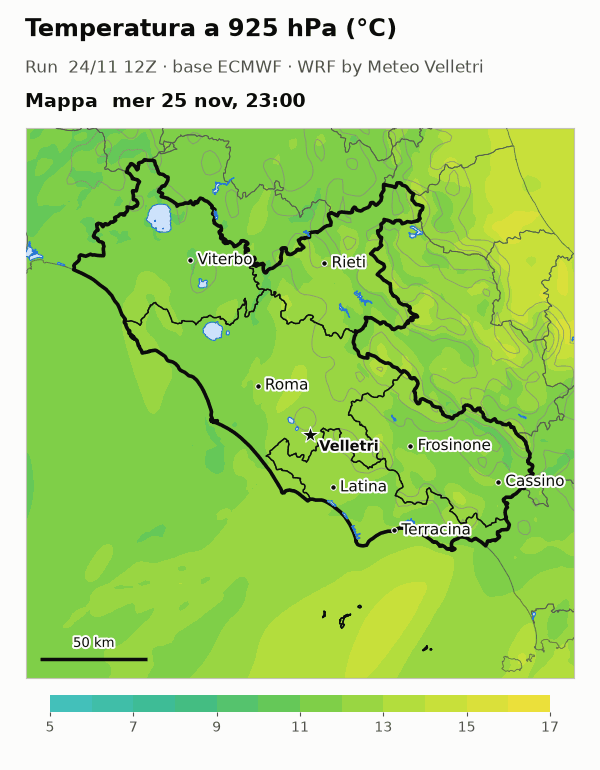 Temperatura a 925 hPa (°C)
Run  24/11 12Z · base ECMWF · WRF by Meteo Velletri
Mappa  mer 25 nov, 23:00
Viterbo
Rieti
Roma
Velletri
Frosinone
Latina
Cassino
Terracina
50 km
5 7 9 11 13 15 17